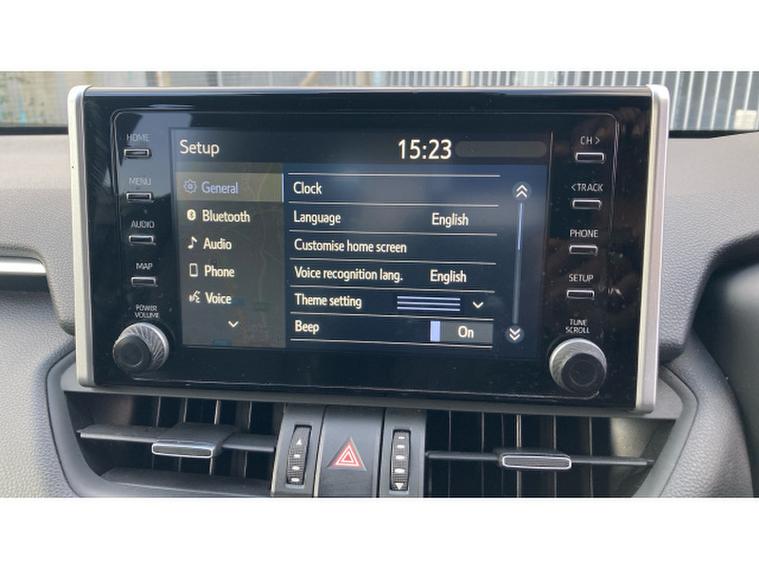 HOME
MENU
AUDIO
MAP
POWER
VOLUME
Setup 15:23
General
Bluetooth
Audio
Phone
Voice
Clock
Language English
Customise home screen
Voice recognition lang. English
Theme setting
Beep On
CH >
< TRACK
PHONE
SETUP
TUNE
SCROLL